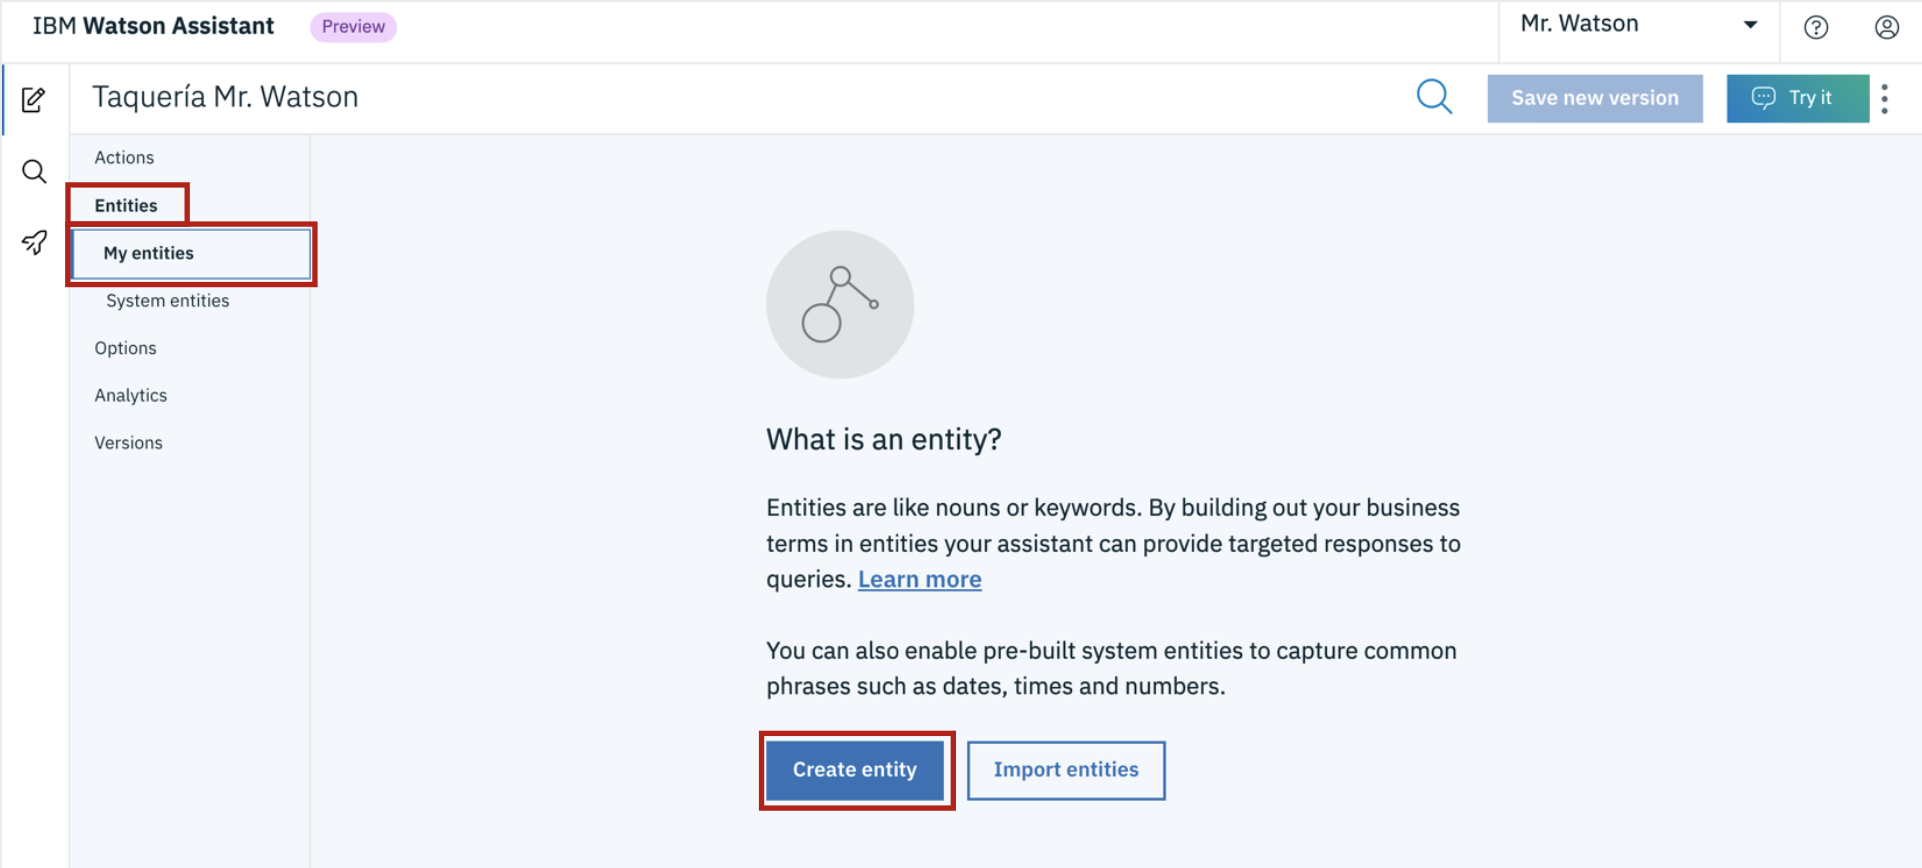 IBM Watson Assistant
Preview
Mr. Watson
Taquería Mr. Watson
Save new version
Try it
Actions
Entities
My entities
System entities
Options
Analytics
Versions
What is an entity?
Entities are like nouns or keywords. By building out your business
terms in entities your assistant can provide targeted responses to
queries. Learn more
You can also enable pre-built system entities to capture common
phrases such as dates, times and numbers.
Create entity
Import entities